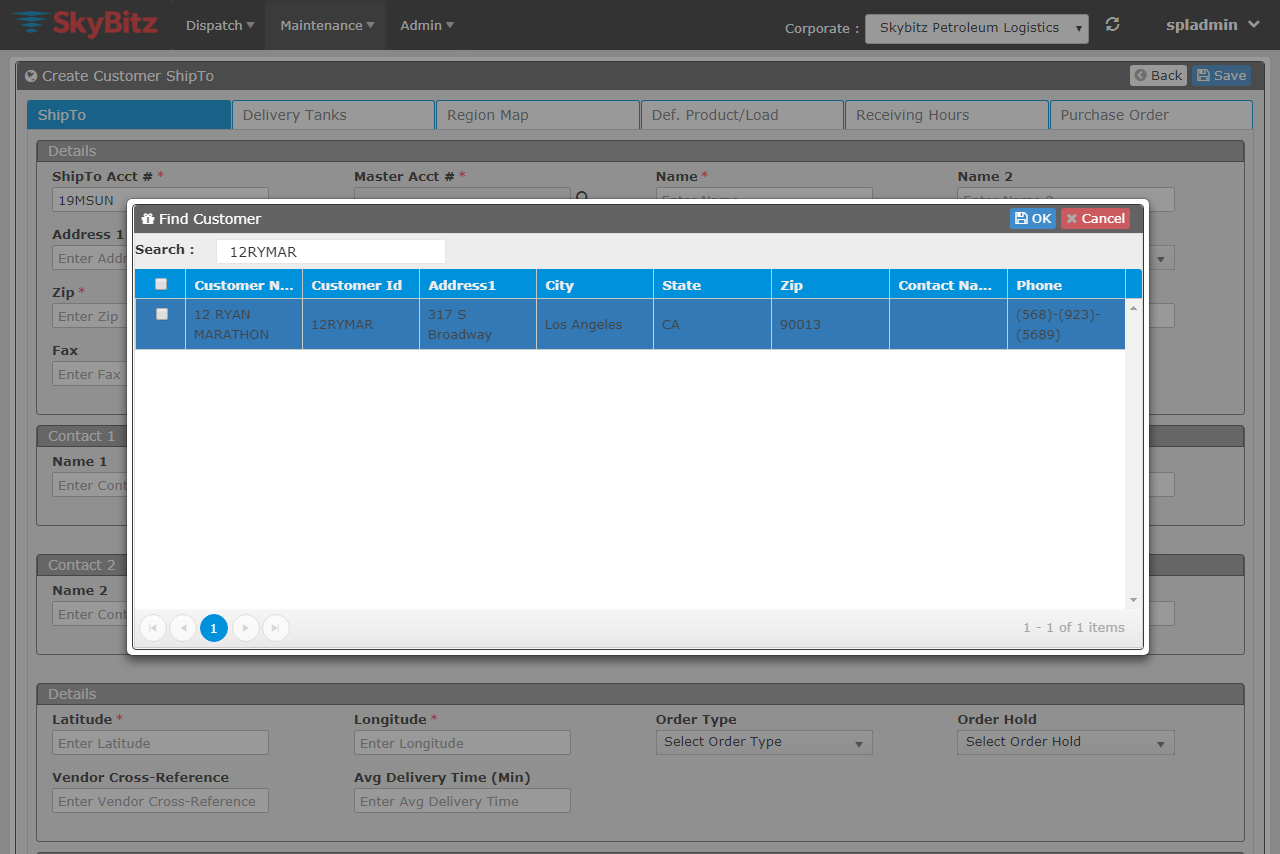 SkyBitz Dispatch Maintenance Admin Corporate : Skybitz Petroleum Logistics spladmin
Create Customer ShipTo Back Save
ShipTo Delivery Tanks Region Map Def. Product/Load Receiving Hours Purchase Order
Details
ShipTo Acct # * Master Acct # * Name * Name 2
19MSUN Enter Name Enter Name 2
Find Customer OK Cancel
Address 1
Search : 12RYMAR
Enter Addr
Customer N... Customer Id Address1 City State Zip Contact Na... Phone
Zip *
12 RYAN MARATHON 12RYMAR 317 S Broadway Los Angeles CA 90013 (568)-(923)-(5689)
Enter Zip
Fax
Enter Fax
Contact 1
Name 1
Enter Cont
Contact 2
Name 2
Enter Cont
1 1 - 1 of 1 items
Details
Latitude * Longitude * Order Type Order Hold
Enter Latitude Enter Longitude Select Order Type Select Order Hold
Vendor Cross-Reference Avg Delivery Time (Min)
Enter Vendor Cross-Reference Enter Avg Delivery Time